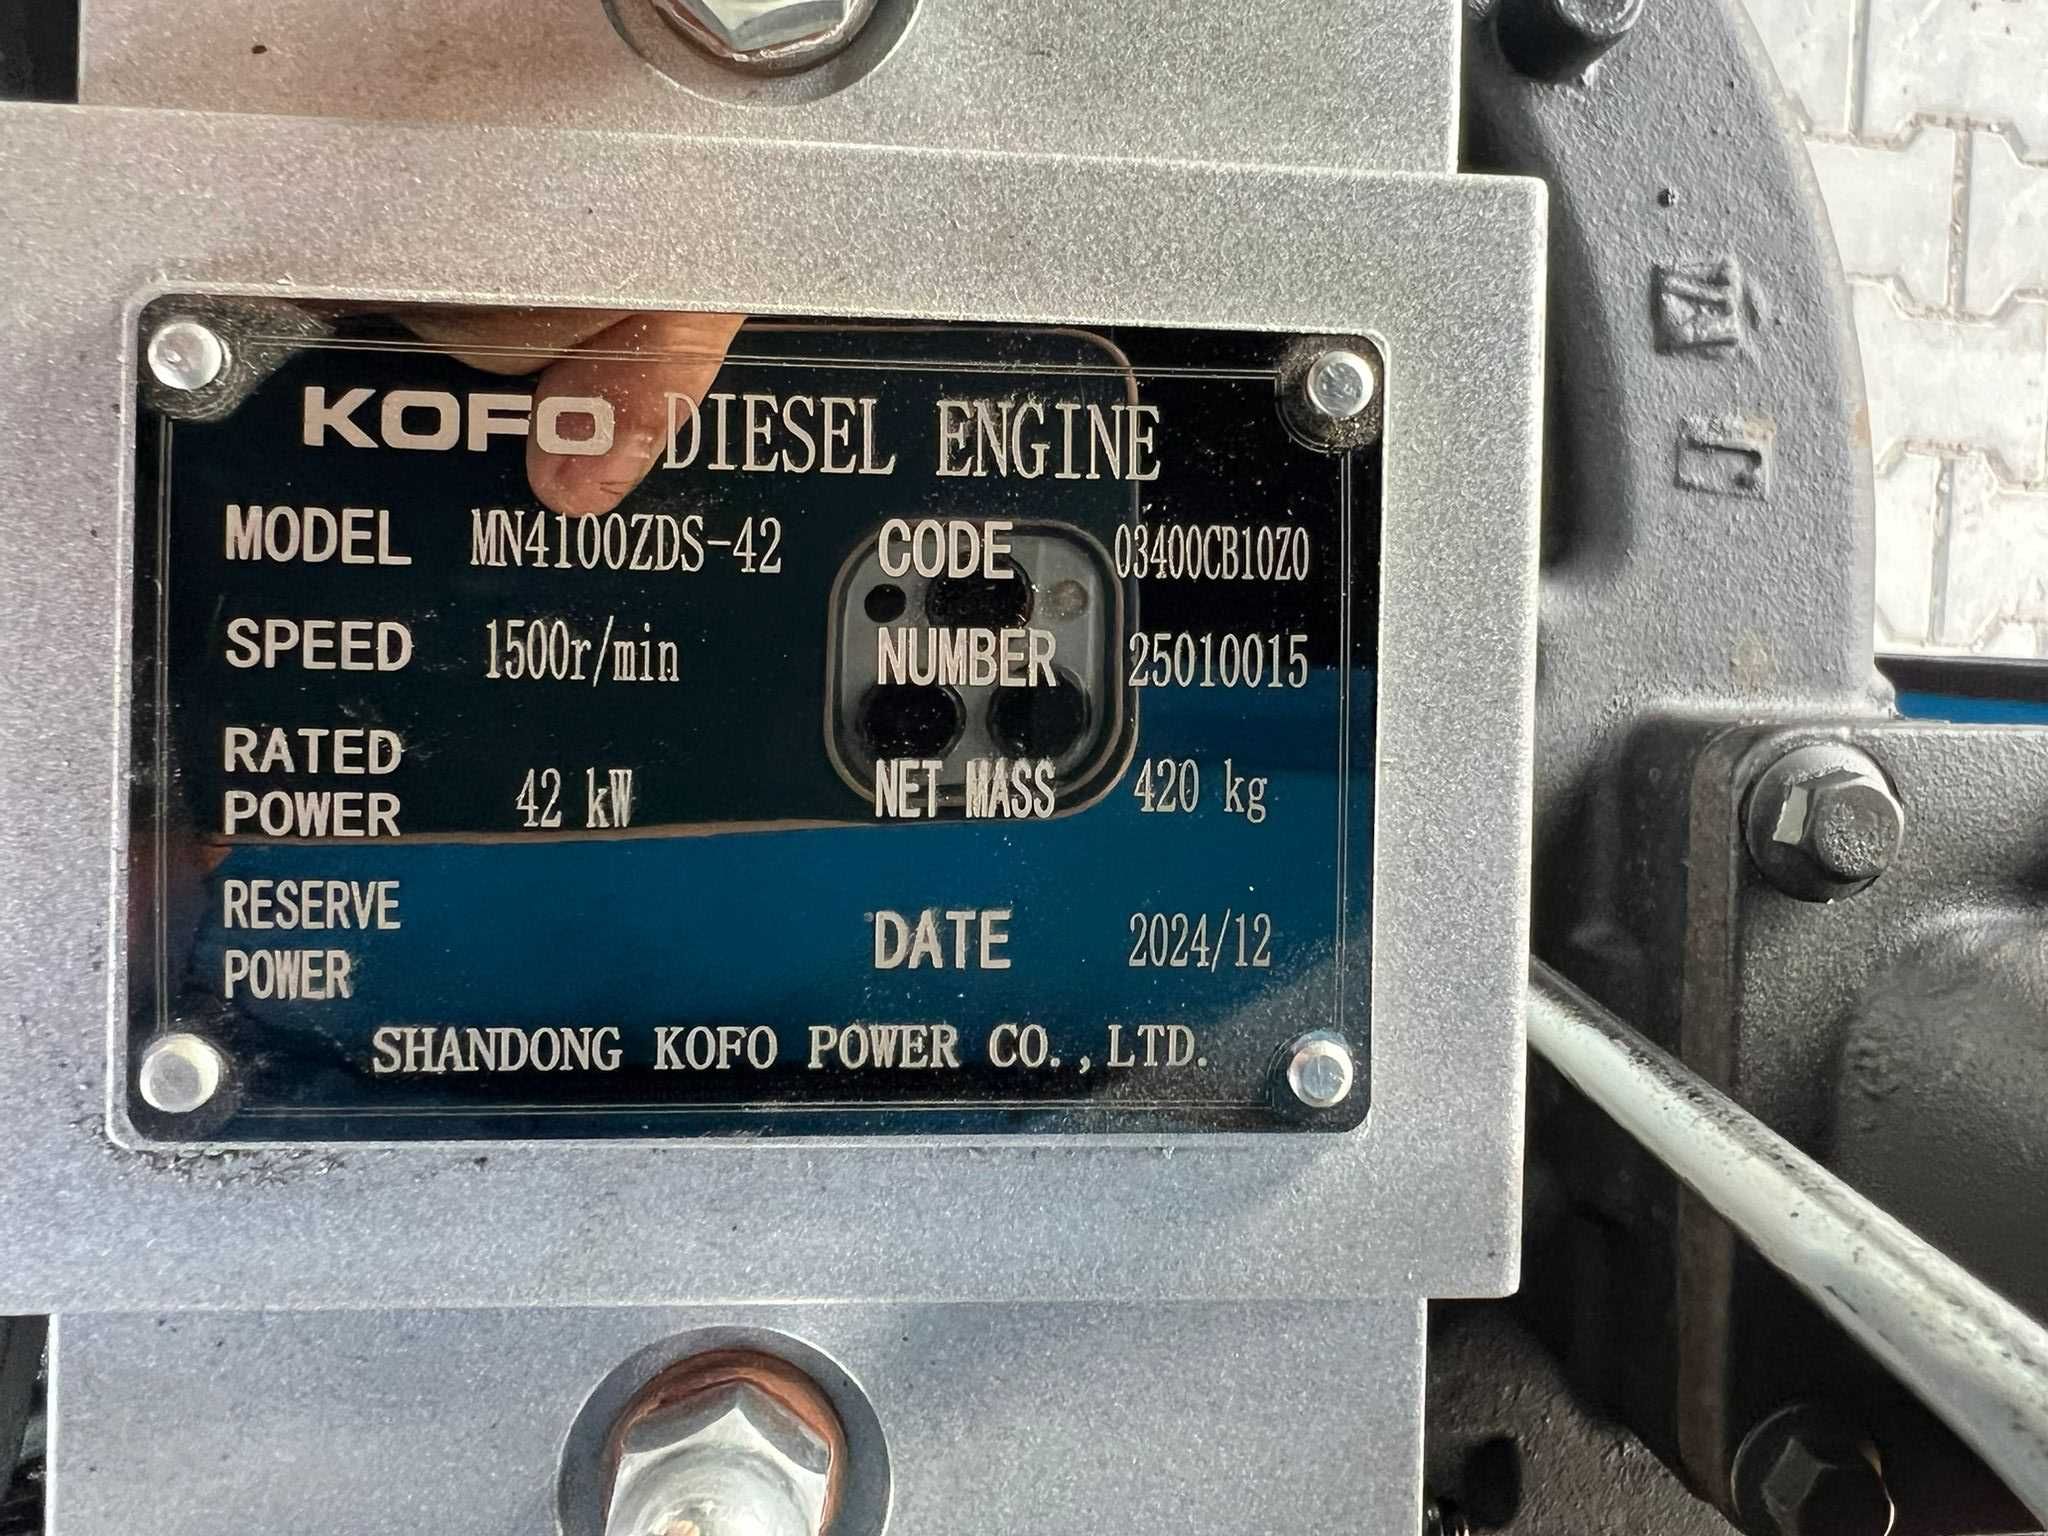 KOFO DIESEL ENGINE
MODEL MN4100ZDS-42 CODE 03400CB10Z0
SPEED 1500r/min NUMBER 25010015
RATED POWER 42 kW NET MASS 420 kg
RESERVE POWER DATE 2024/12
SHANDONG KOFO POWER CO.,LTD.